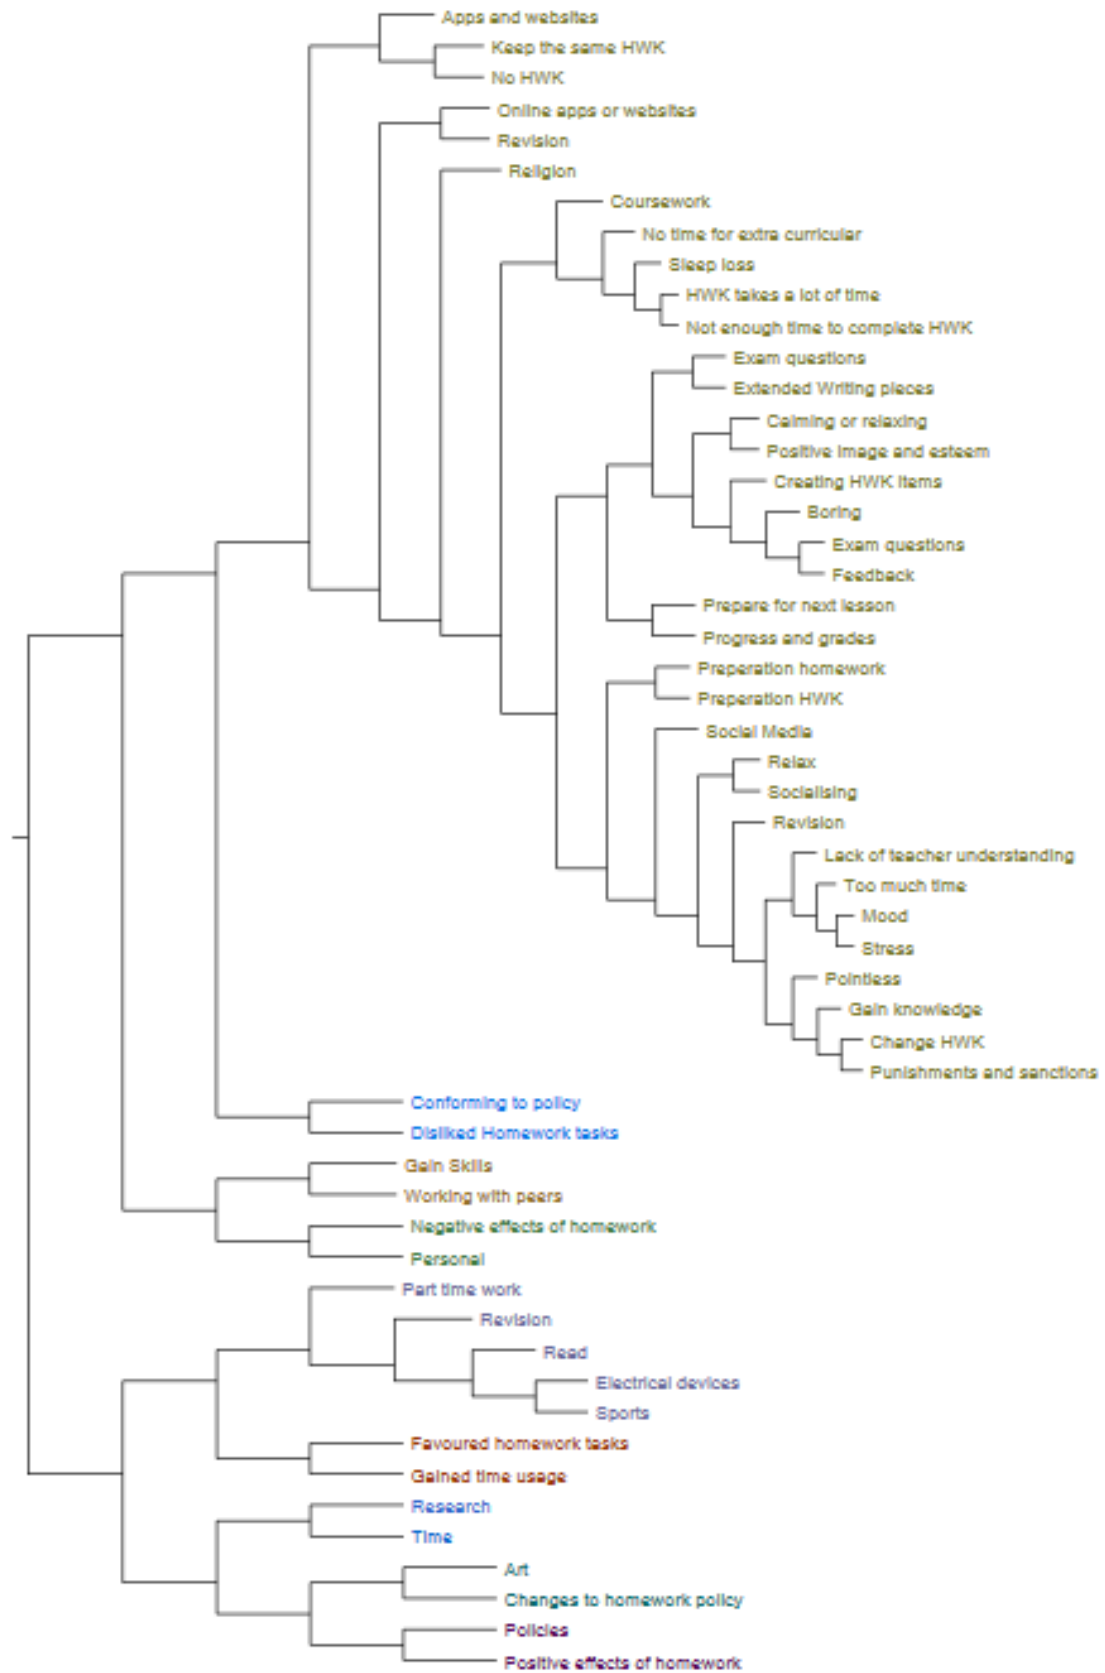 Apps and websites
Keep the same HWK
No HWK
Online apps or websites
Revision
Religion
Coursework
No time for extra curricular
Sleep loss
HWK takes a lot of time
Not enough time to complete HWK
Exam questions
Extended Writing pieces
Calming or relaxing
Positive image and esteem
Creating HWK items
Boring
Exam questions
Feedback
Prepare for next lesson
Progress and grades
Preperation homework
Preperation HWK
Social Media
Relax
Socialising
Revision
Lack of teacher understanding
Too much time
Mood
Stress
Pointless
Gain knowledge
Change HWK
Punishments and sanctions
Conforming to policy
Disliked Homework tasks
Gain Skills
Working with peers
Negative effects of homework
Personal
Part time work
Revision
Read
Electrical devices
Sports
Favoured homework tasks
Gained time usage
Research
Time
Art
Changes to homework policy
Policies
Positive effects of homework